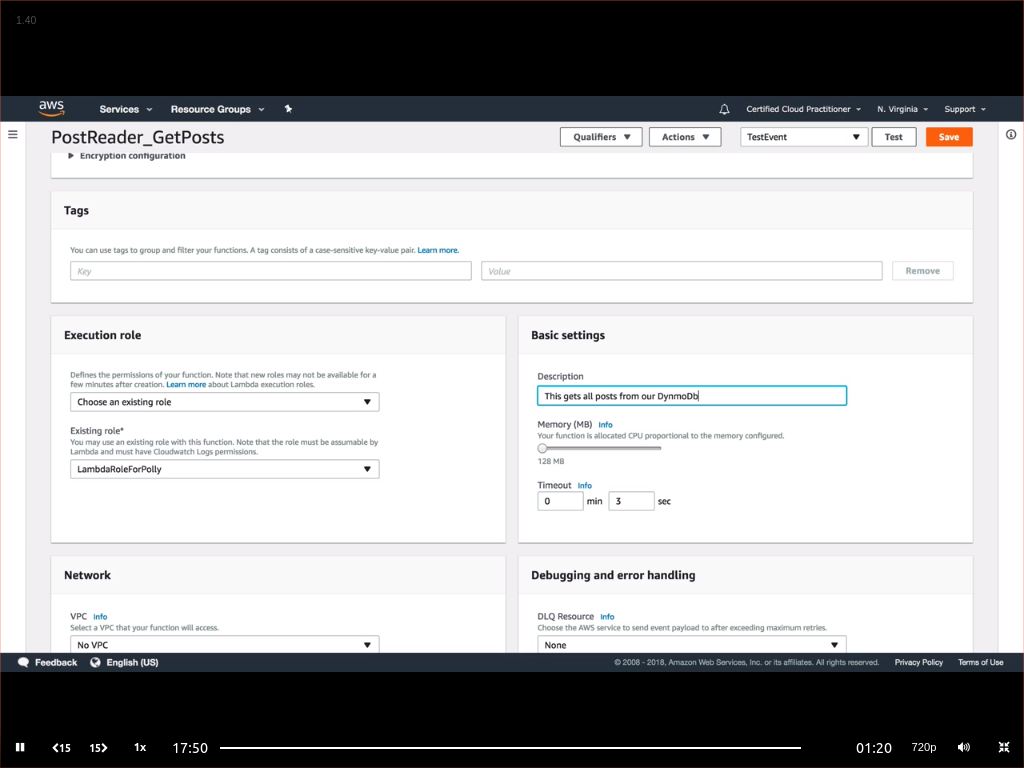 1.40
aws Services Resource Groups Certified Cloud Practitioner N. Virginia Support
PostReader_GetPosts Qualifiers Actions TestEvent Test Save
Encryption configuration
Tags
You can use tags to group and filter your functions. A tag consists of a case-sensitive key-value pair. Learn more.
Key Value Remove
Execution role
Defines the permissions of your function. Note that new roles may not be available for a
few minutes after creation. Learn more about Lambda execution roles.
Choose an existing role
Existing role*
You may use an existing role with this function. Note that the role must be assumable by
Lambda and must have Cloudwatch Logs permissions.
LambdaRoleForPolly
Basic settings
Description
This gets all posts from our DynmoDb
Memory (MB) Info
Your function is allocated CPU proportional to the memory configured.
128 MB
Timeout Info
0 min 3 sec
Network
VPC Info
Select a VPC that your function will access.
No VPC
Debugging and error handling
DLQ Resource Info
Choose the AWS service to send event payload to after exceeding maximum retries.
None
Feedback English (US) © 2008 - 2018, Amazon Web Services, Inc. or its affiliates. All rights reserved. Privacy Policy Terms of Use
15 15 1x 17:50 01:20 720p